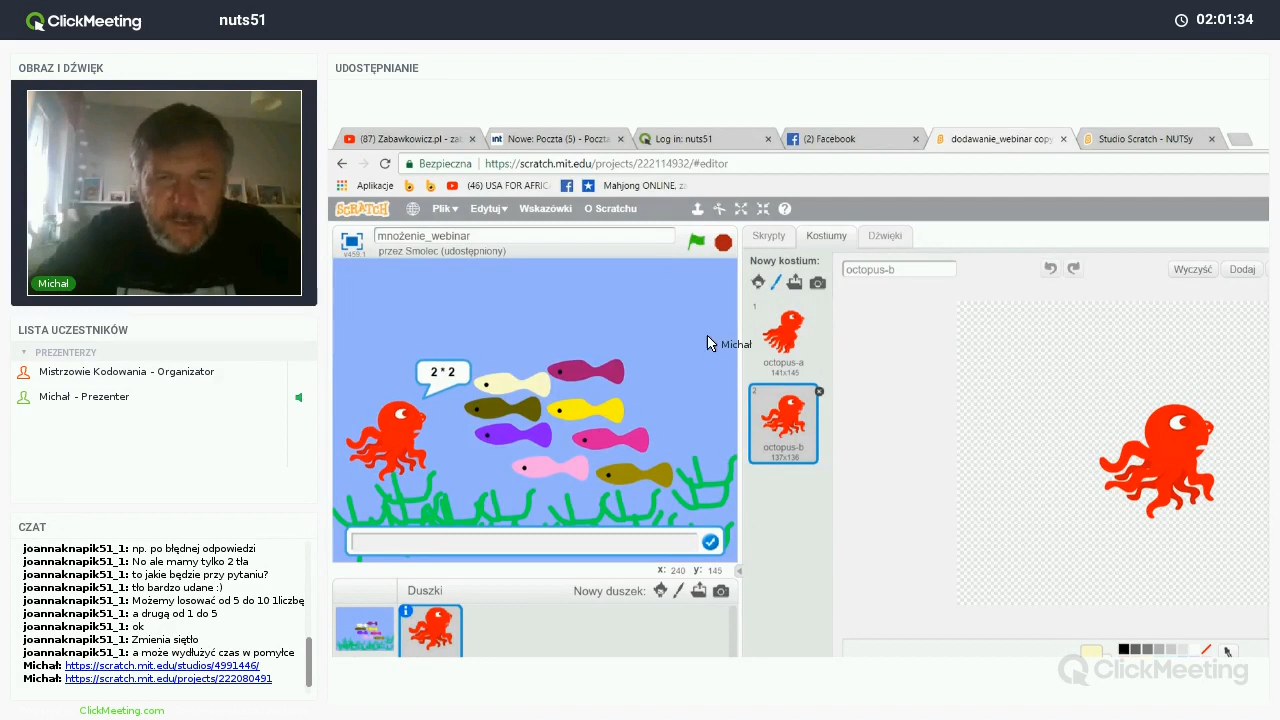 ClickMeeting
nuts51
02:01:34
OBRAZ I DŹWIĘK
Michał
LISTA UCZESTNIKÓW
PREZENTERZY
Mistrzowie Kodowania - Organizator
Michał - Prezenter
CZAT
joannaknapik51_1: np. po błędnej odpowiedzi
joannaknapik51_1: No ale mamy tylko 2 tła
joannaknapik51_1: to jakie będzie przy pytaniu?
joannaknapik51_1: tło bardzo udane :)
joannaknapik51_1: Możemy losować od 5 do 10 1liczbę
joannaknapik51_1: a drugą od 1 do 5
joannaknapik51_1: ok
joannaknapik51_1: Zmienia siętło
joannaknapik51_1: a może wydłużyć czas w pomyłce
Michał: https://scratch.mit.edu/studios/4991446/
Michał: https://scratch.mit.edu/projects/222080491
ClickMeeting.com
UDOSTĘPNIANIE
(87) Zabawkowicz.pl - za
Nowe: Poczta (5) - Poczta
Log in: nuts51
(2) Facebook
dodawanie_webinar copy
Studio Scratch - NUTSy
Bezpieczna
https://scratch.mit.edu/projects/222114932/#editor
Aplikacje
(46) USA FOR AFRIC
Mahjong ONLINE, z
SCRATCH
Plik
Edytuj
Wskazówki
O Scratchu
v459.1
mnożenie_webinar
przez Smolec (udostępniony)
2 * 2
x: 240 y: 145
Duszki
Nowy duszek:
Skrypty
Kostiumy
Dźwięki
Nowy kostium:
1
octopus-a
141x145
2
octopus-b
137x136
octopus-b
Wyczyść
Dodaj
Michał
ClickMeeting